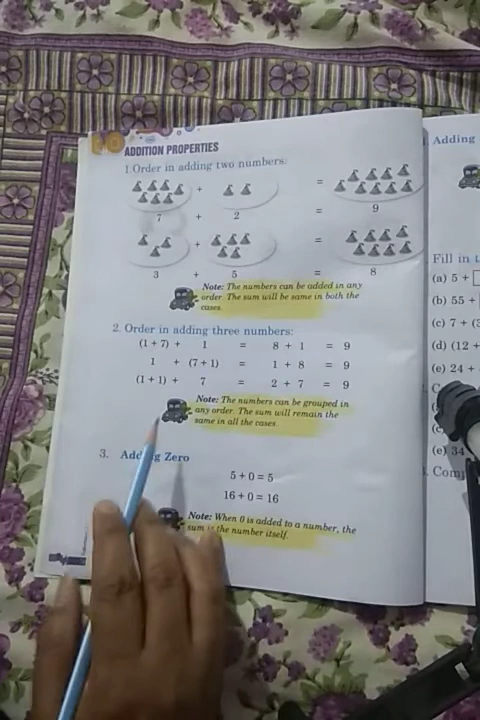 ADDITION PROPERTIES
1. Order in adding two numbers:
+ =
7 + 2 = 9
+ =
3 + 5 = 8
Note: The numbers can be added in any
order. The sum will be same in both the
cases.
2. Order in adding three numbers:
(1 + 7) + 1 = 8 + 1 = 9
1 + (7 + 1) = 1 + 8 = 9
(1 + 1) + 7 = 2 + 7 = 9
Note: The numbers can be grouped in
any order. The sum will remain the
same in all the cases.
3. Adding Zero
5 + 0 = 5
16 + 0 = 16
Note: When 0 is added to a number, the
sum is the number itself.
Adding
Fill in
(a) 5 +
(b) 55 +
(c) 7 +
(d) (12 +
(e) 24 +
(e) 34